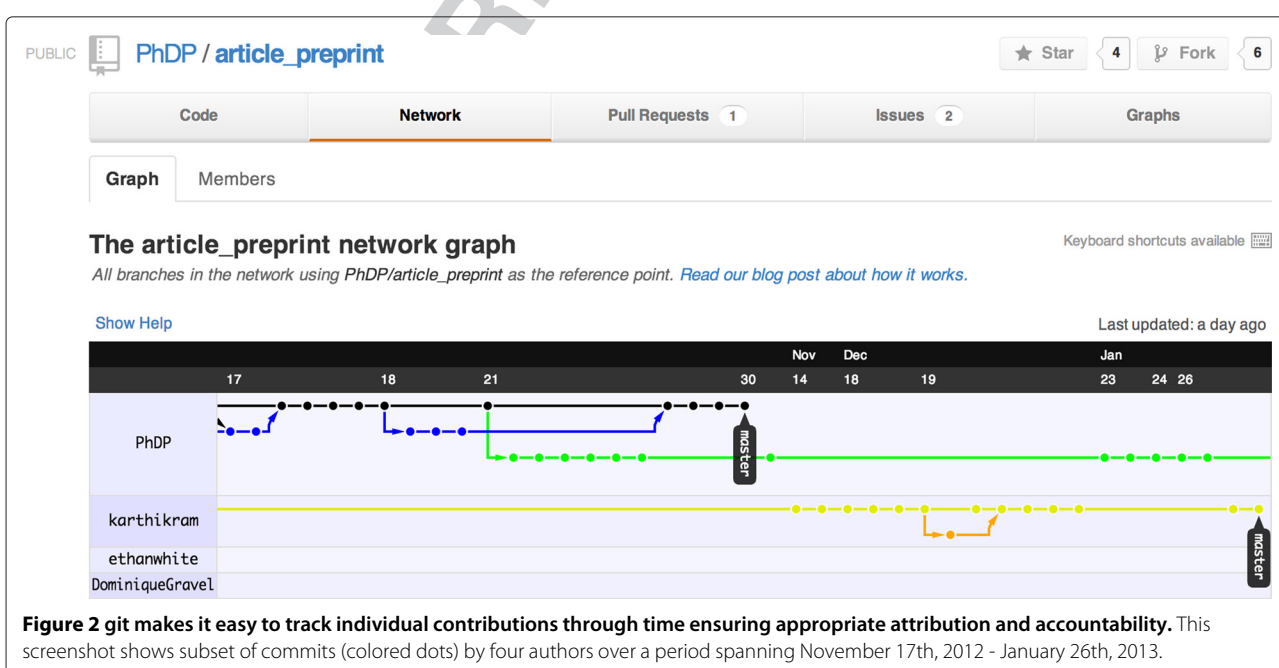 PUBLIC PhDP / article_preprint Star 4 Fork 6
Code Network Pull Requests 1 Issues 2 Graphs
Graph Members
The article_preprint network graph
Keyboard shortcuts available
All branches in the network using PhDP/article_preprint as the reference point. Read our blog post about how it works.
Show Help Last updated: a day ago
Nov Dec Jan
17 18 21 30 14 18 19 23 24 26
PhDP
master
karthikram
master
ethanwhite
DominiqueGravel
Figure 2 git makes it easy to track individual contributions through time ensuring appropriate attribution and accountability. This
screenshot shows subset of commits (colored dots) by four authors over a period spanning November 17th, 2012 - January 26th, 2013.